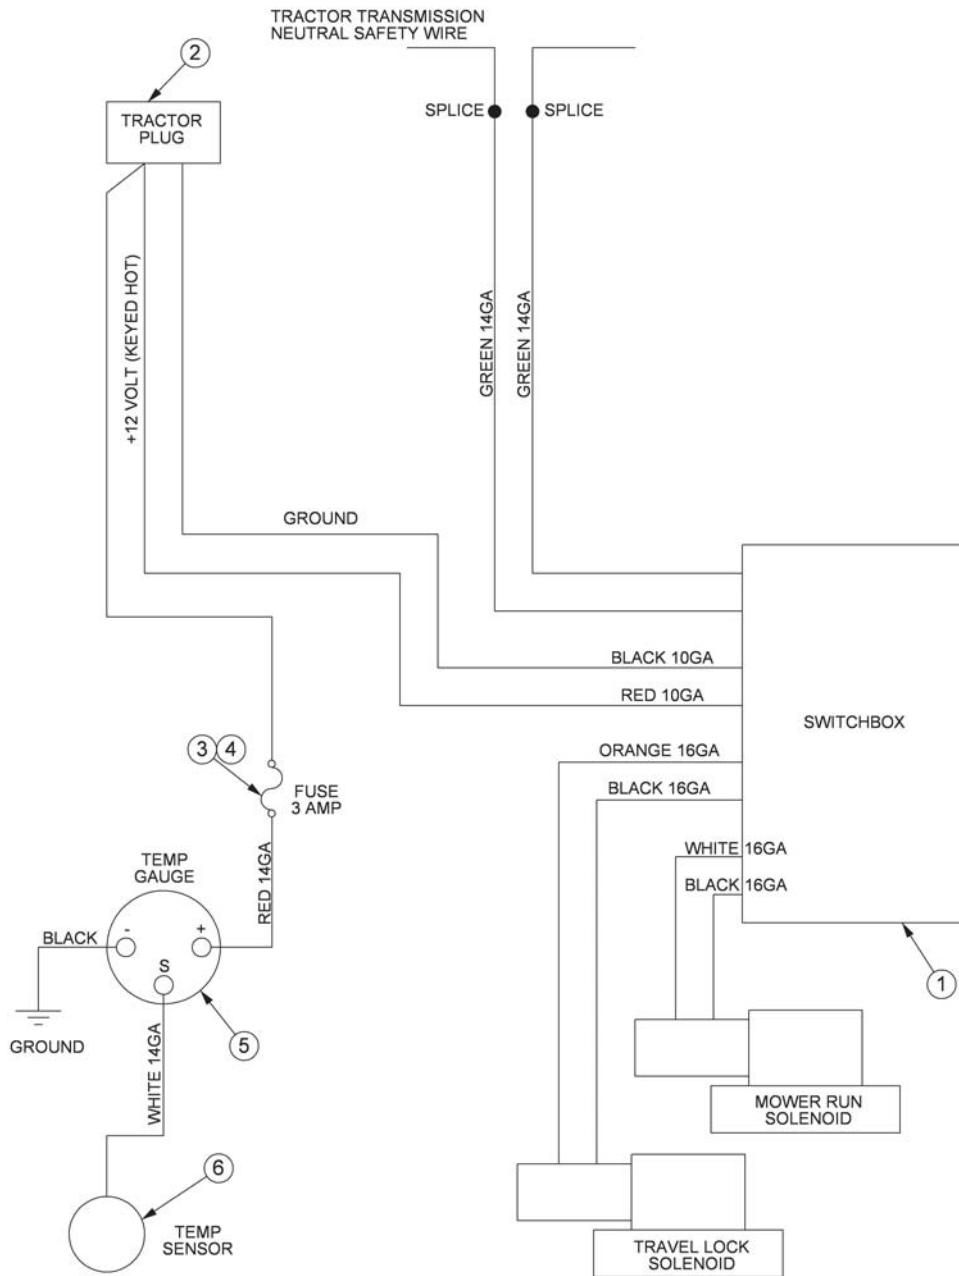 TRACTOR TRANSMISSION
NEUTRAL SAFETY WIRE
2
TRACTOR
PLUG
SPLICE
SPLICE
+12 VOLT (KEYED HOT)
GREEN 14GA
GREEN 14GA
GROUND
BLACK 10GA
RED 10GA
SWITCHBOX
ORANGE 16GA
BLACK 16GA
WHITE 16GA
BLACK 16GA
1
3
4
FUSE
3 AMP
RED 14GA
TEMP
GAUGE
BLACK
-
+
S
GROUND
5
WHITE 14GA
6
TEMP
SENSOR
MOWER RUN
SOLENOID
TRAVEL LOCK
SOLENOID